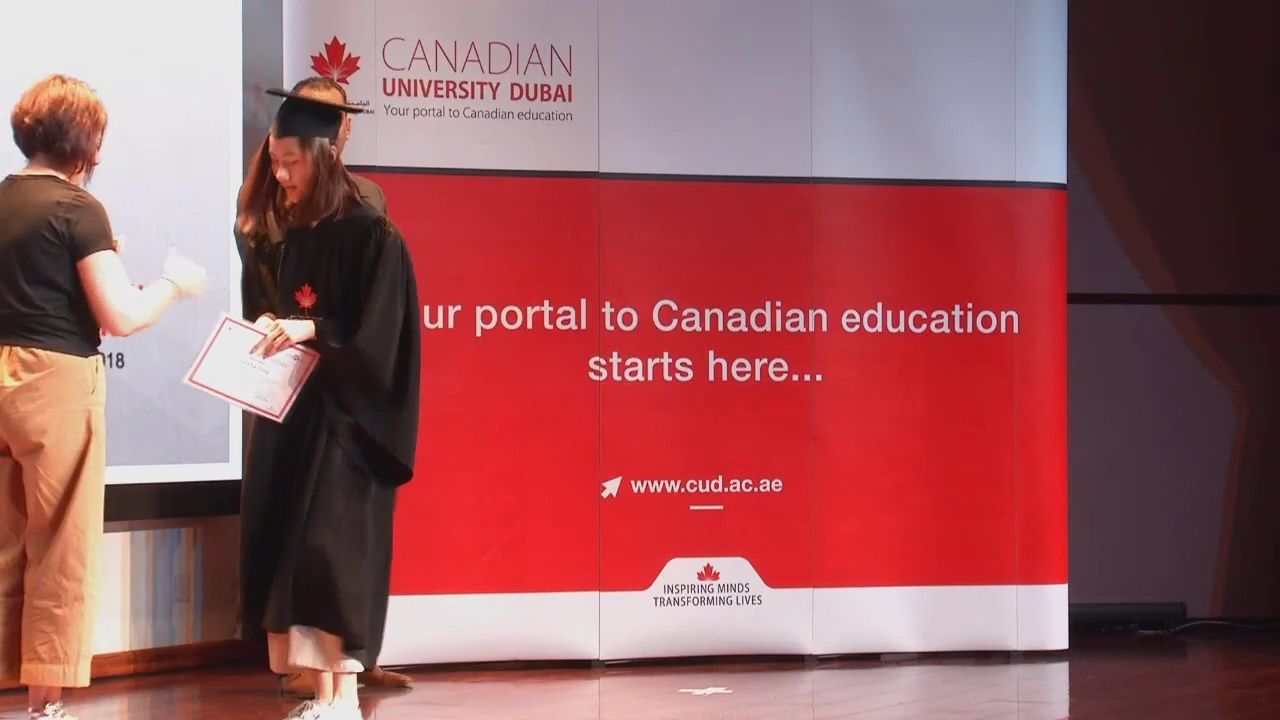 CANADIAN
UNIVERSITY DUBAI
Your portal to Canadian education
ur portal to Canadian education
starts here...
www.cud.ac.ae
INSPIRING MINDS
TRANSFORMING LIVES
18